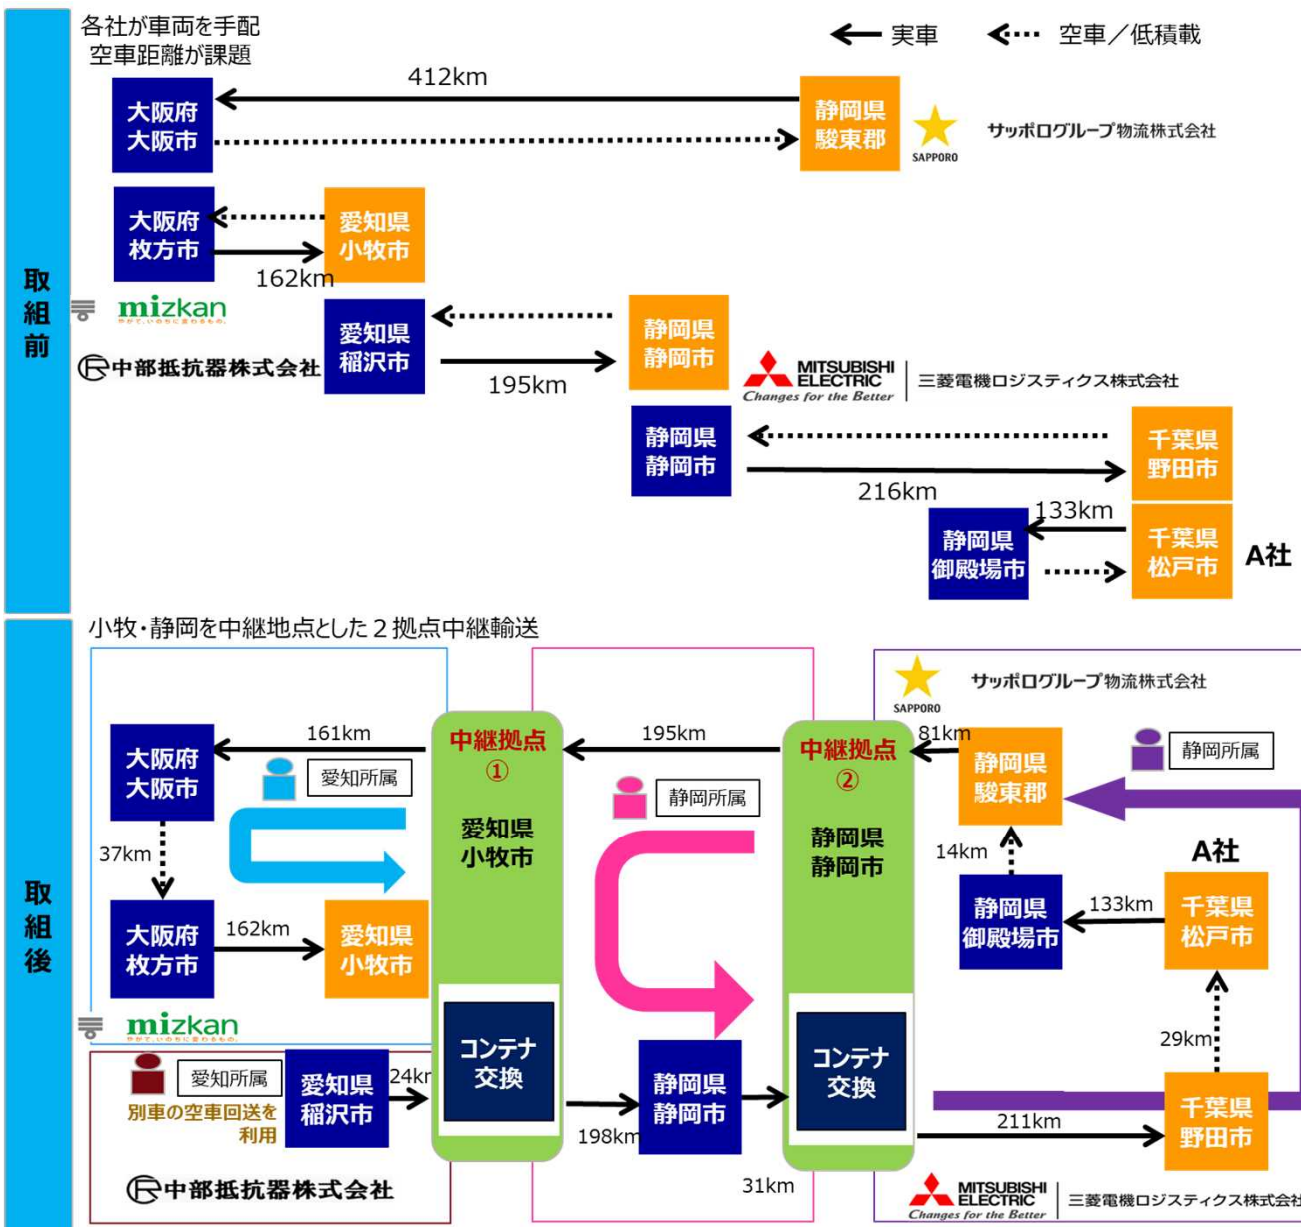 各社が車両を手配
空車距離が課題
実車
空車／低積載
取組前
412km
大阪府
大阪市
静岡県
駿東郡
SAPPORO
サッポログループ物流株式会社
大阪府
枚方市
愛知県
小牧市
162km
mizkan
やがて、いのちに変わるもの。
愛知県
稲沢市
静岡県
静岡市
195km
中部抵抗器株式会社
MITSUBISHI
ELECTRIC
Changes for the Better
三菱電機ロジスティクス株式会社
静岡県
静岡市
千葉県
野田市
216km
133km
静岡県
御殿場市
千葉県
松戸市
A社
取組後
小牧・静岡を中継地点とした２拠点中継輸送
SAPPORO
サッポログループ物流株式会社
161km
195km
81km
大阪府
大阪市
愛知所属
中継拠点
①
愛知県
小牧市
静岡所属
中継拠点
②
静岡県
静岡市
静岡県
駿東郡
静岡所属
37km
14km
A社
大阪府
枚方市
162km
愛知県
小牧市
静岡県
御殿場市
133km
千葉県
松戸市
mizkan
やがて、いのちに変わるもの。
29km
愛知所属
別車の空車回送を
利用
愛知県
稲沢市
24km
コンテナ
交換
198km
静岡県
静岡市
31km
コンテナ
交換
211km
千葉県
野田市
中部抵抗器株式会社
MITSUBISHI
ELECTRIC
Changes for the Better
三菱電機ロジスティクス株式会社